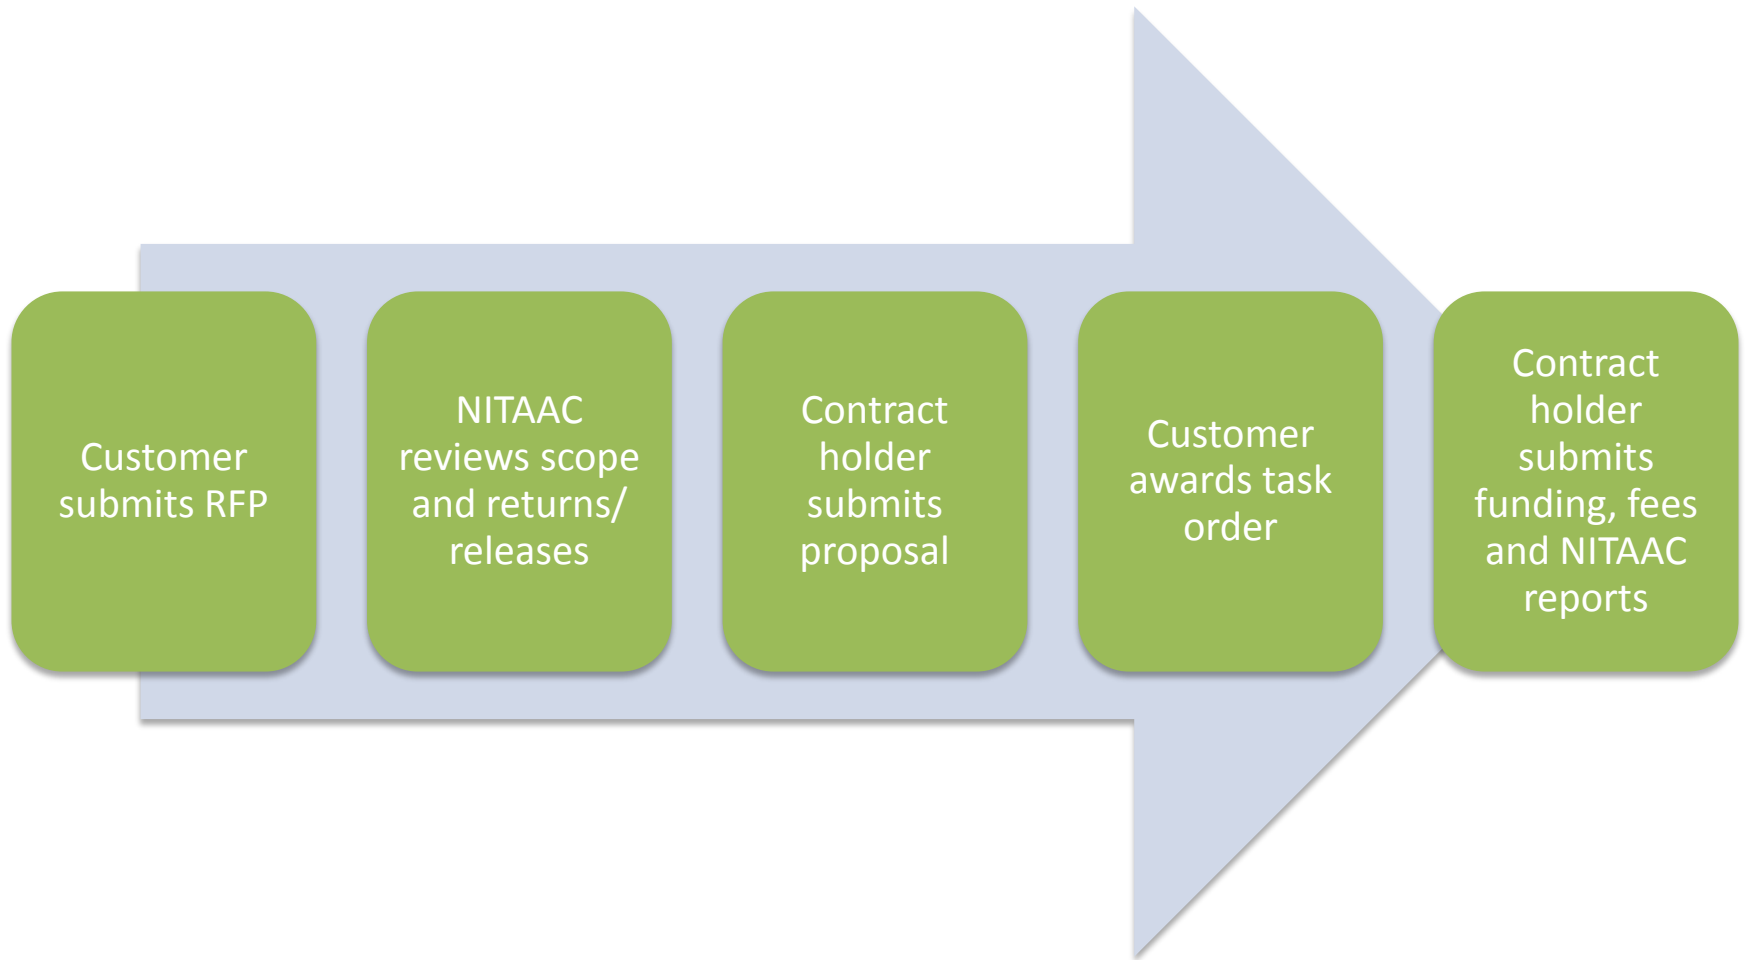 Customer
submits RFP
NITAAC
reviews scope
and returns/
releases
Contract
holder
submits
proposal
Customer
awards task
order
Contract
holder
submits
funding, fees
and NITAAC
reports